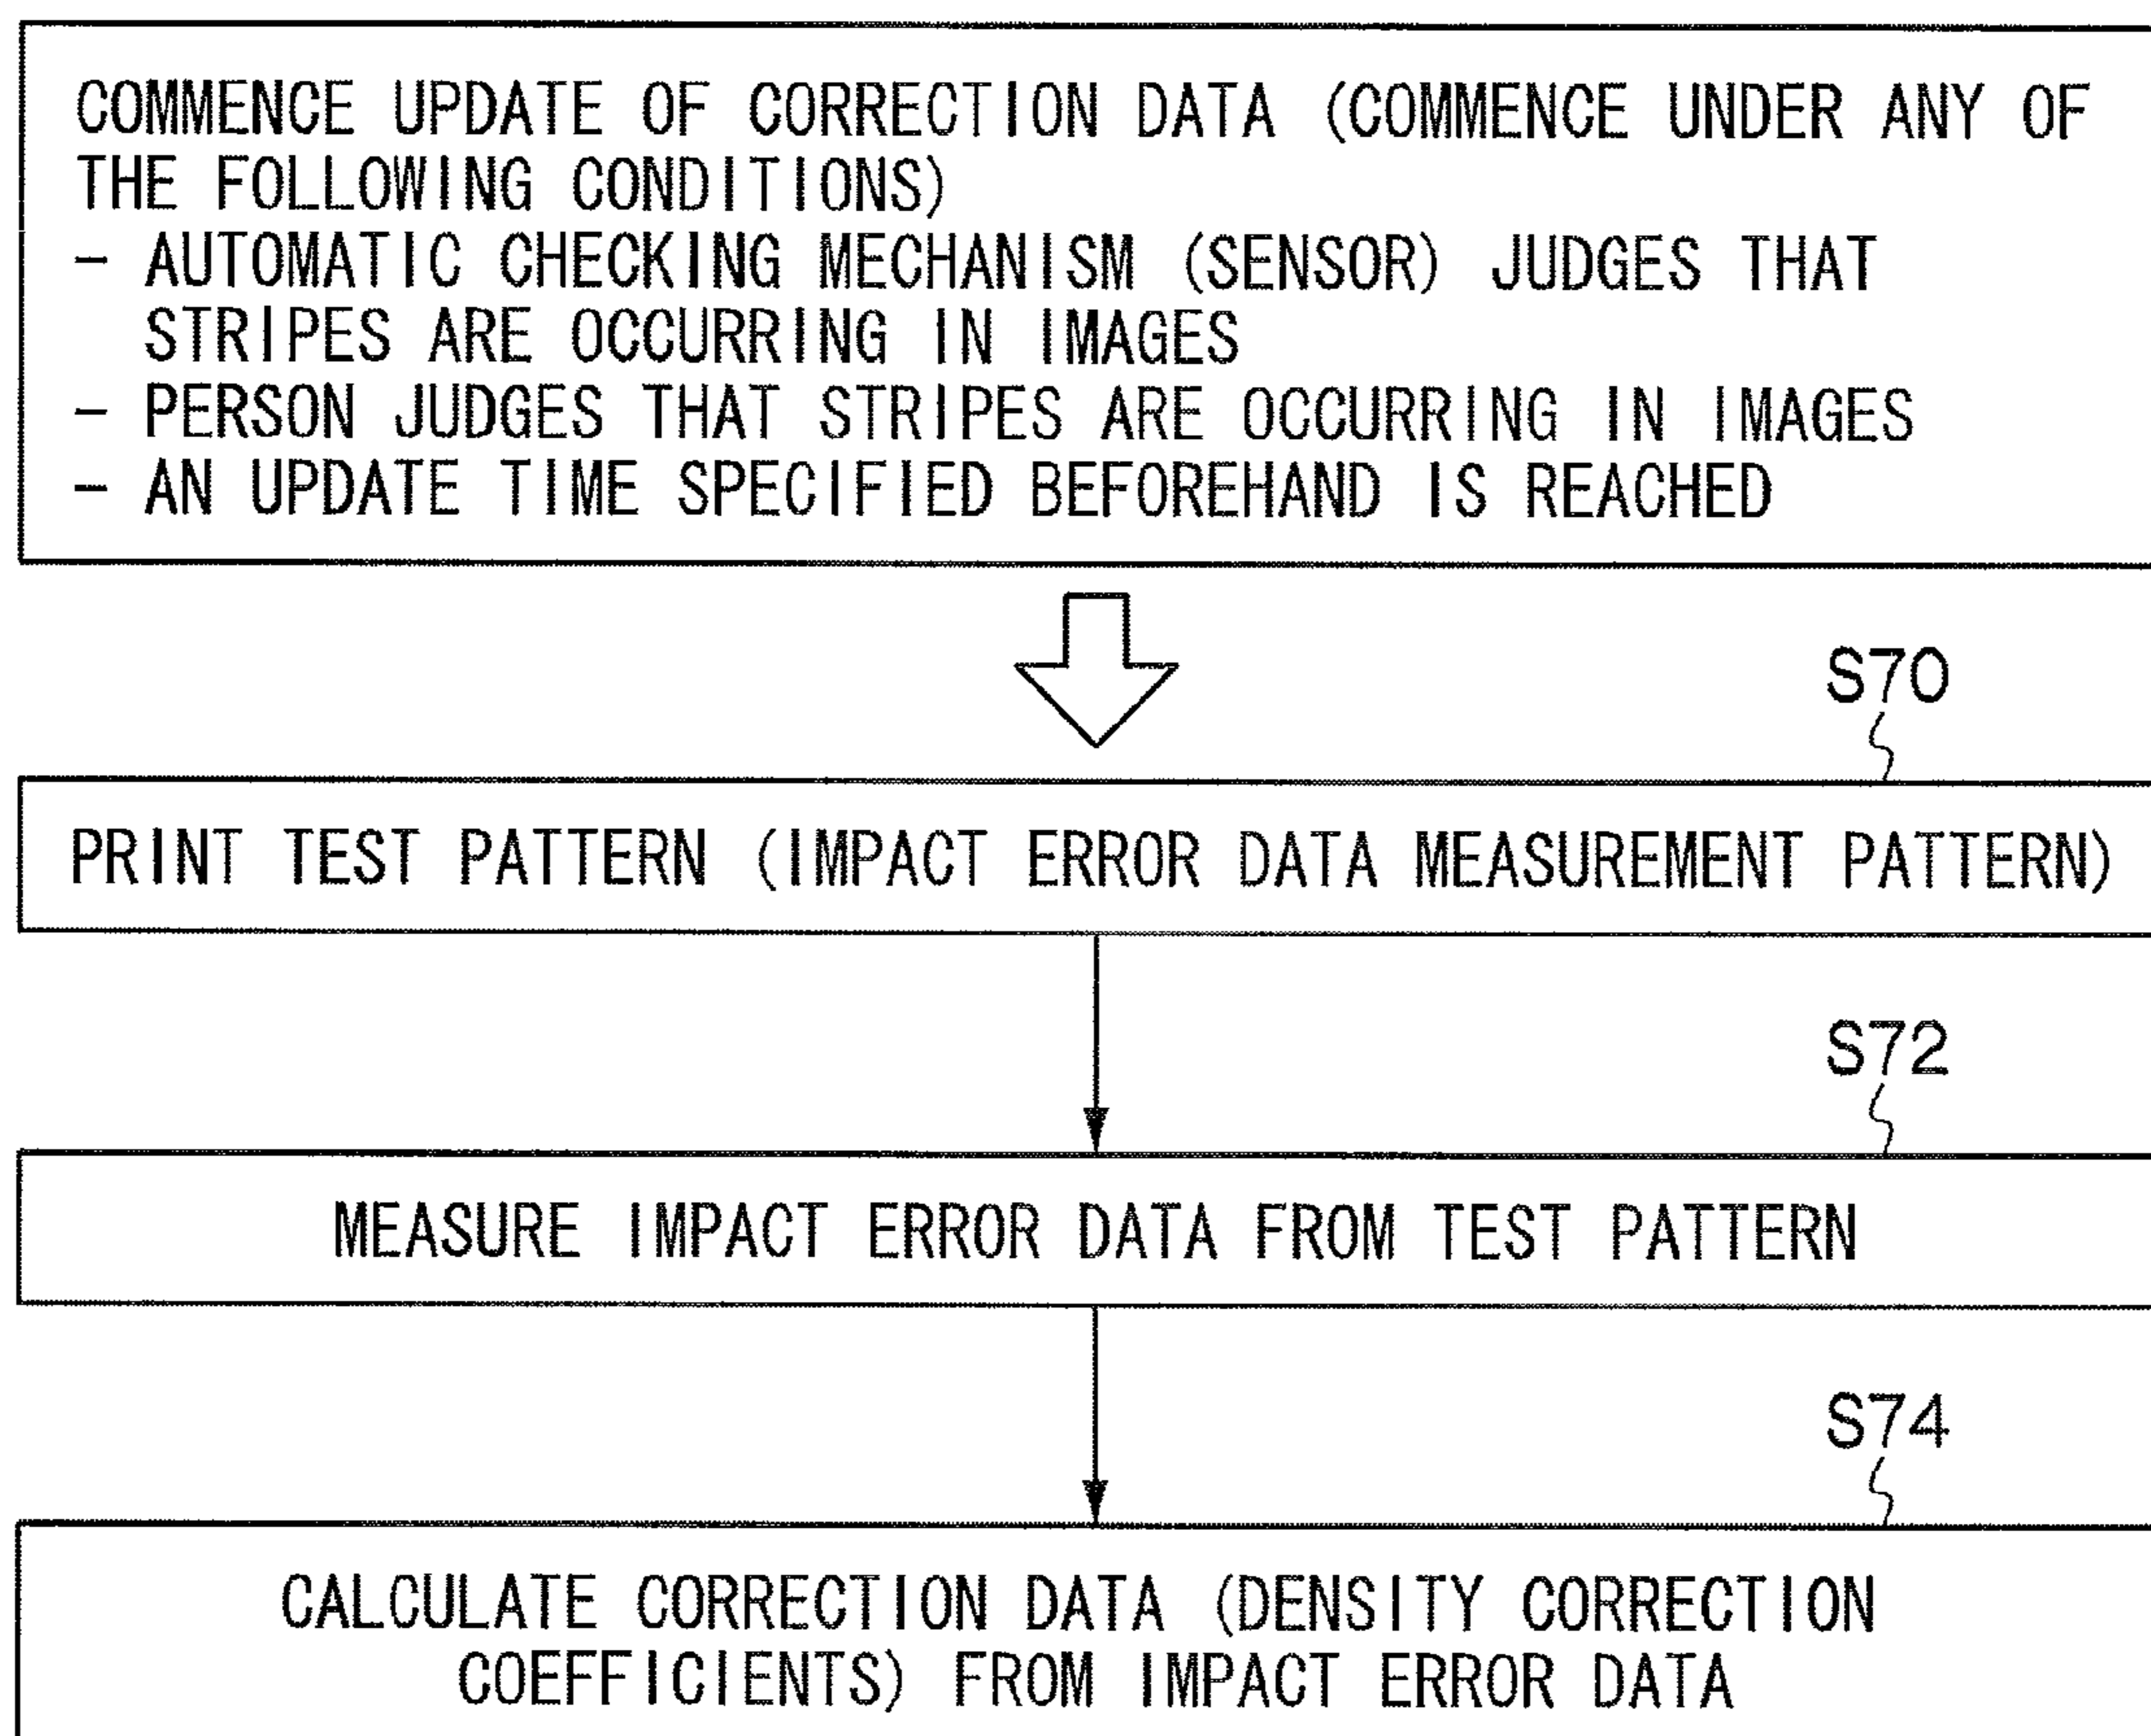 COMMENCE UPDATE OF CORRECTION DATA (COMMENCE UNDER ANY OF
THE FOLLOWING CONDITIONS)
- AUTOMATIC CHECKING MECHANISM (SENSOR) JUDGES THAT
STRIPES ARE OCCURRING IN IMAGES
- PERSON JUDGES THAT STRIPES ARE OCCURRING IN IMAGES
- AN UPDATE TIME SPECIFIED BEFOREHAND IS REACHED
S70
PRINT TEST PATTERN (IMPACT ERROR DATA MEASUREMENT PATTERN)
S72
MEASURE IMPACT ERROR DATA FROM TEST PATTERN
S74
CALCULATE CORRECTION DATA (DENSITY CORRECTION
COEFFICIENTS) FROM IMPACT ERROR DATA